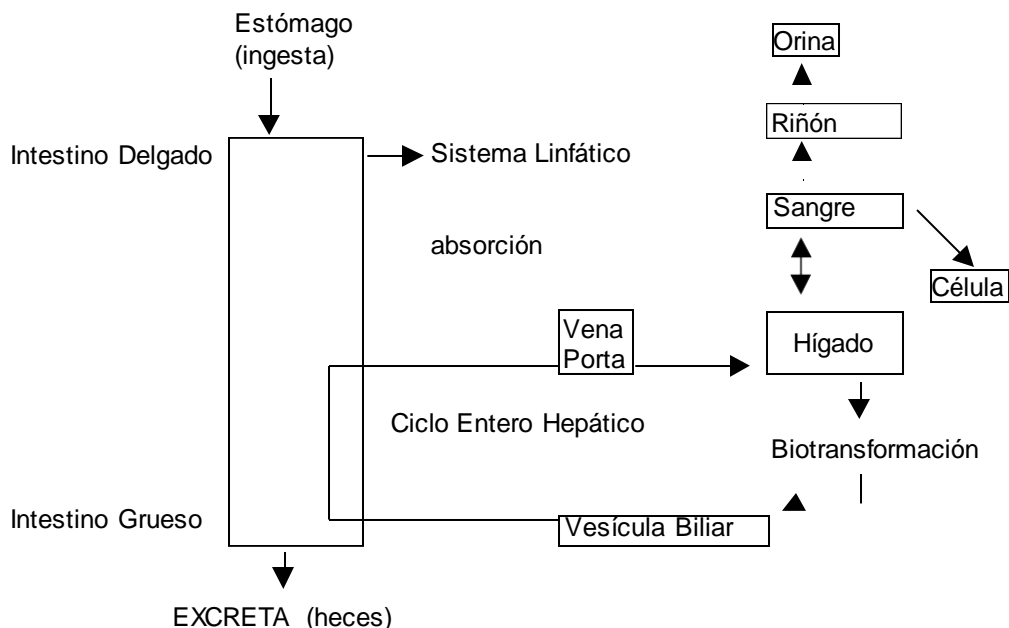 Estómago
(ingesta)
Orina
Riñón
Intestino Delgado
Sistema Linfático
Sangre
absorción
Célula
Vena
Porta
Hígado
Ciclo Entero Hepático
Biotransformación
Intestino Grueso
Vesícula Biliar
EXCRETA (heces)